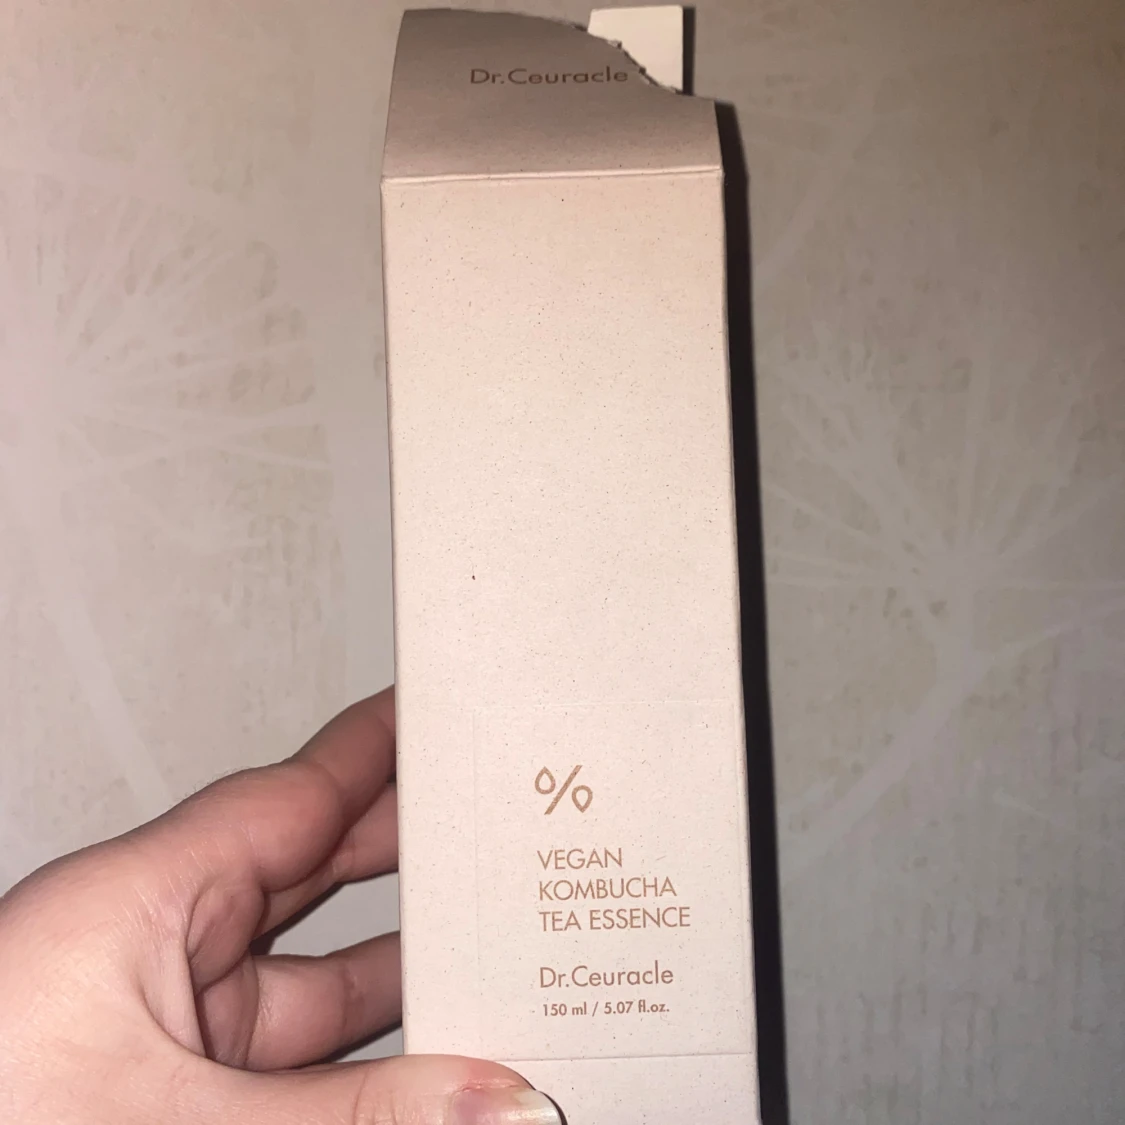 Dr.Ceuracle
%
VEGAN
KOMBUCHA
TEA ESSENCE
Dr.Ceuracle
150 ml / 5.07 fl.oz.